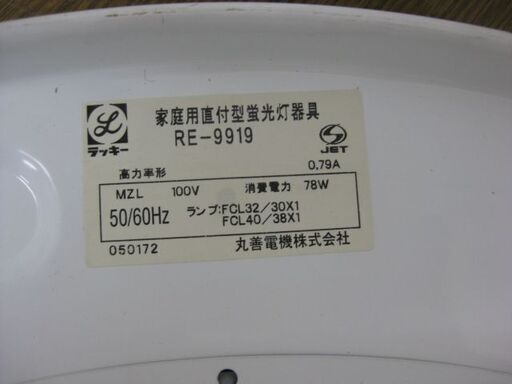 家庭用直付型蛍光灯器具
ラッキー
RE-9919
JET
高力率形
0.79A
MZL 100V 消費電力 78W
50/60Hz
ランプ:FCL32/30X1
FCL40/38X1
050172
丸善電機株式会社